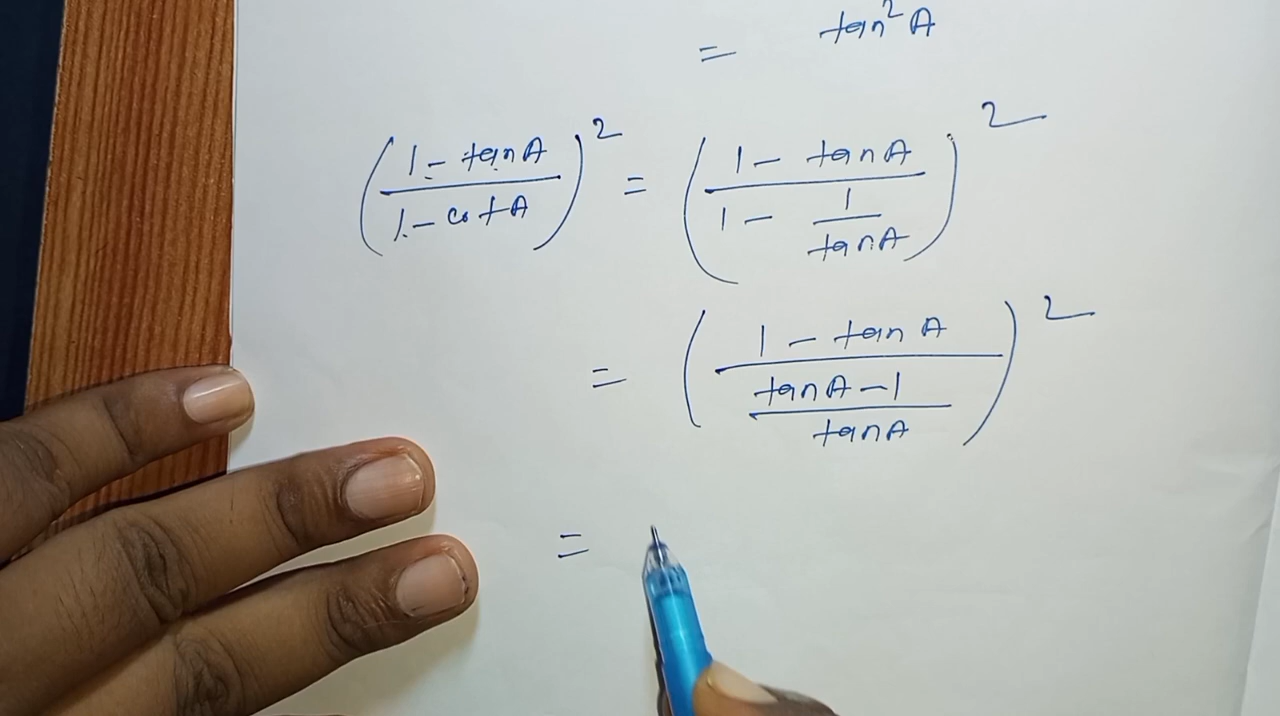 = tan²A
((1 - tanA)/(1 - cotA))² = ((1 - tanA)/(1 - 1/tanA))²
= ((1 - tanA)/((tanA - 1)/tanA))²
=